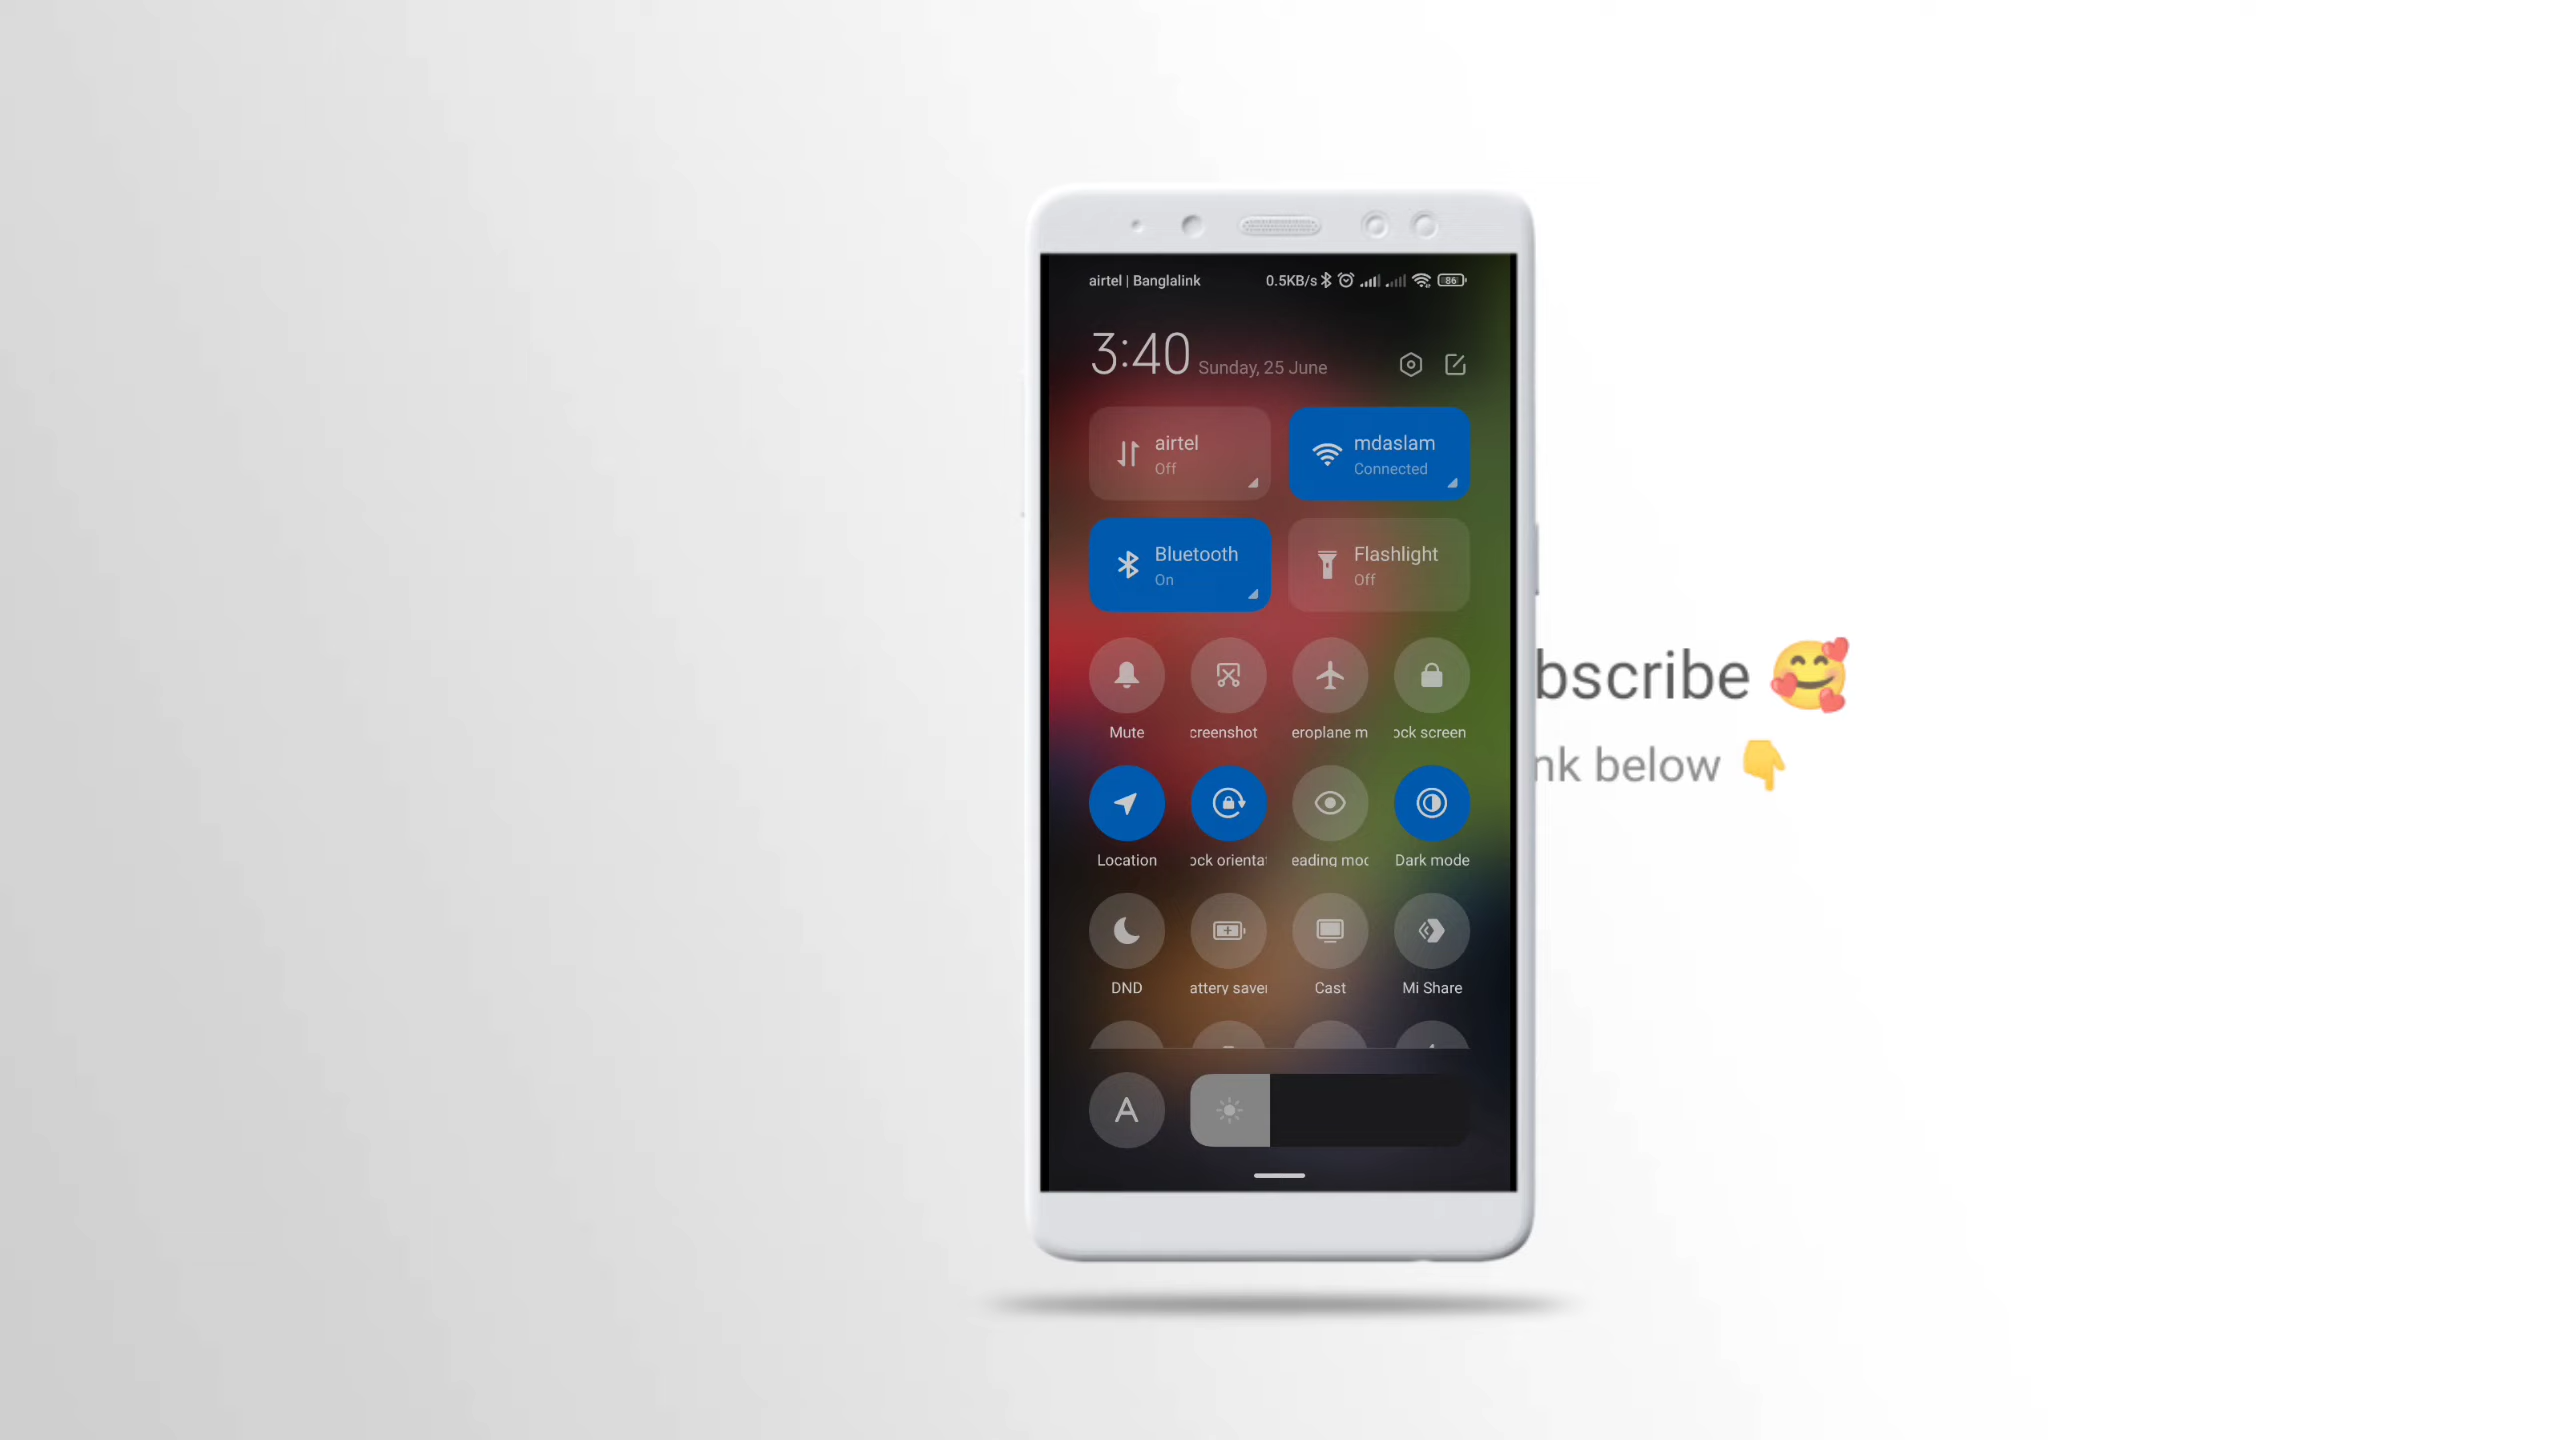 airtel | Banglalink 0.5KB/s 86
3:40 Sunday, 25 June
airtel
Off
mdaslam
Connected
Bluetooth
On
Flashlight
Off
bscribe 🥰
nk below 👇
Mute creenshot eroplane m ock screen
Location ock orienta eading mod Dark mode
DND attery saver Cast Mi Share
A